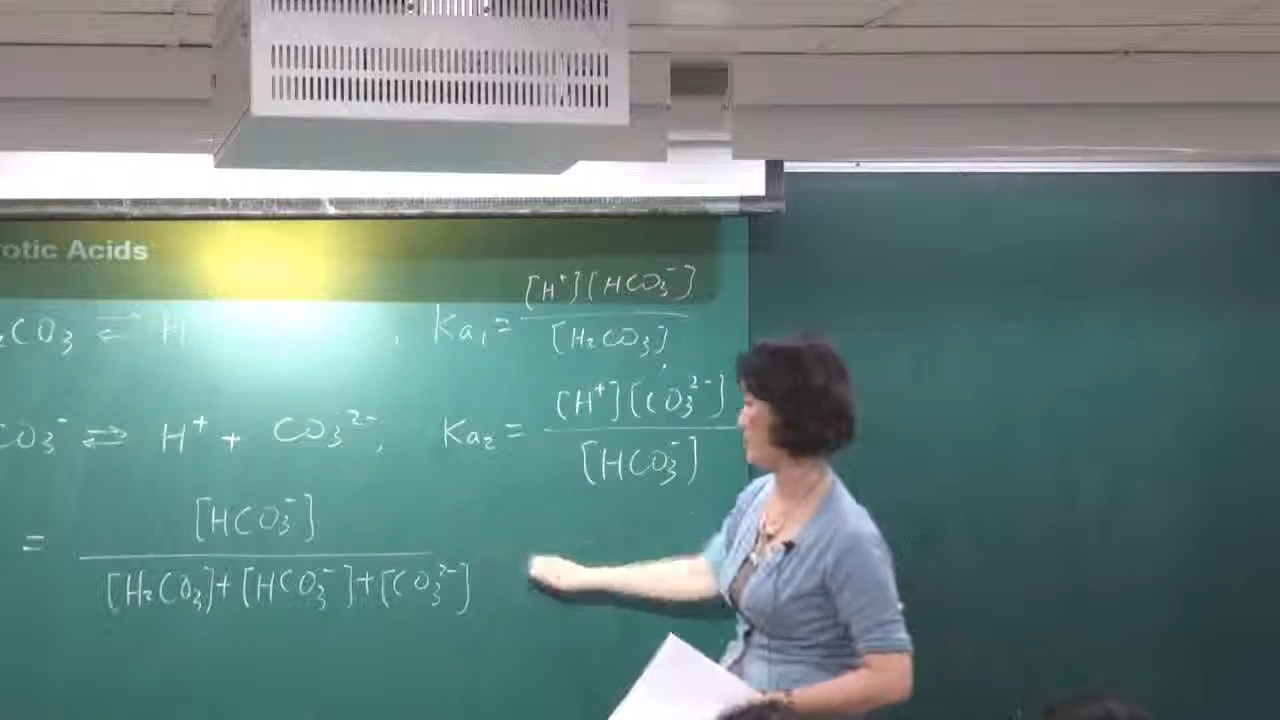 otic Acids
₂CO₃ ⇌ H , Ka₁ = [H⁺][HCO₃⁻] / [H₂CO₃]
CO₃⁻ ⇌ H⁺ + CO₃²⁻, Ka₂ = [H⁺][CO₃²⁻] / [HCO₃⁻]
= [HCO₃⁻] / [H₂CO₃]+[HCO₃⁻]+[CO₃²⁻]